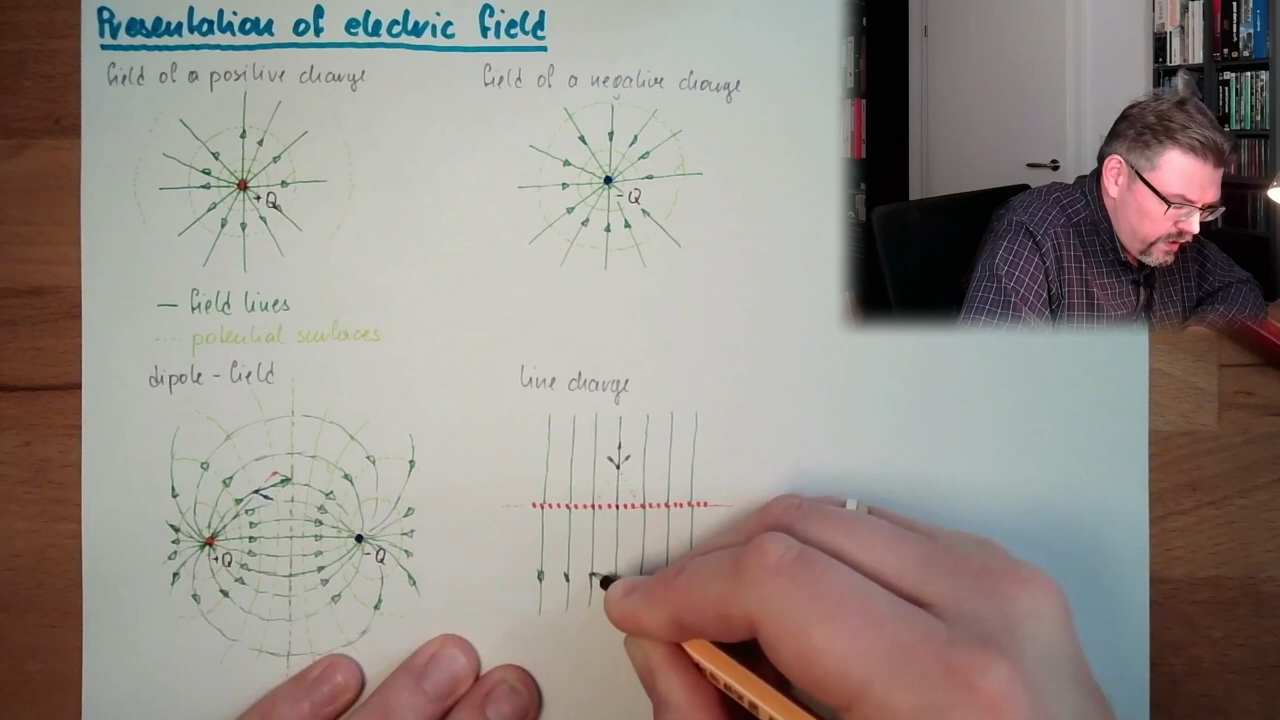 Presentation of electric field
field of a positive charge
field of a negative charge
+Q
-Q
— field lines
---- potential surfaces
dipole-field
line charge
+Q
-Q